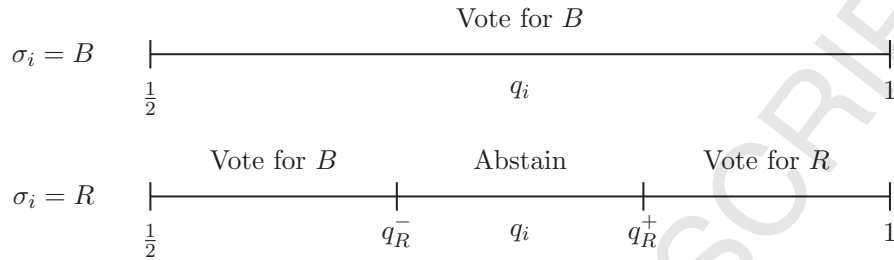 Vote for B
σᵢ = B
1/2 qᵢ 1
Vote for B Abstain Vote for R
σᵢ = R
1/2 q_R^- qᵢ q_R^+ 1
SCRIP